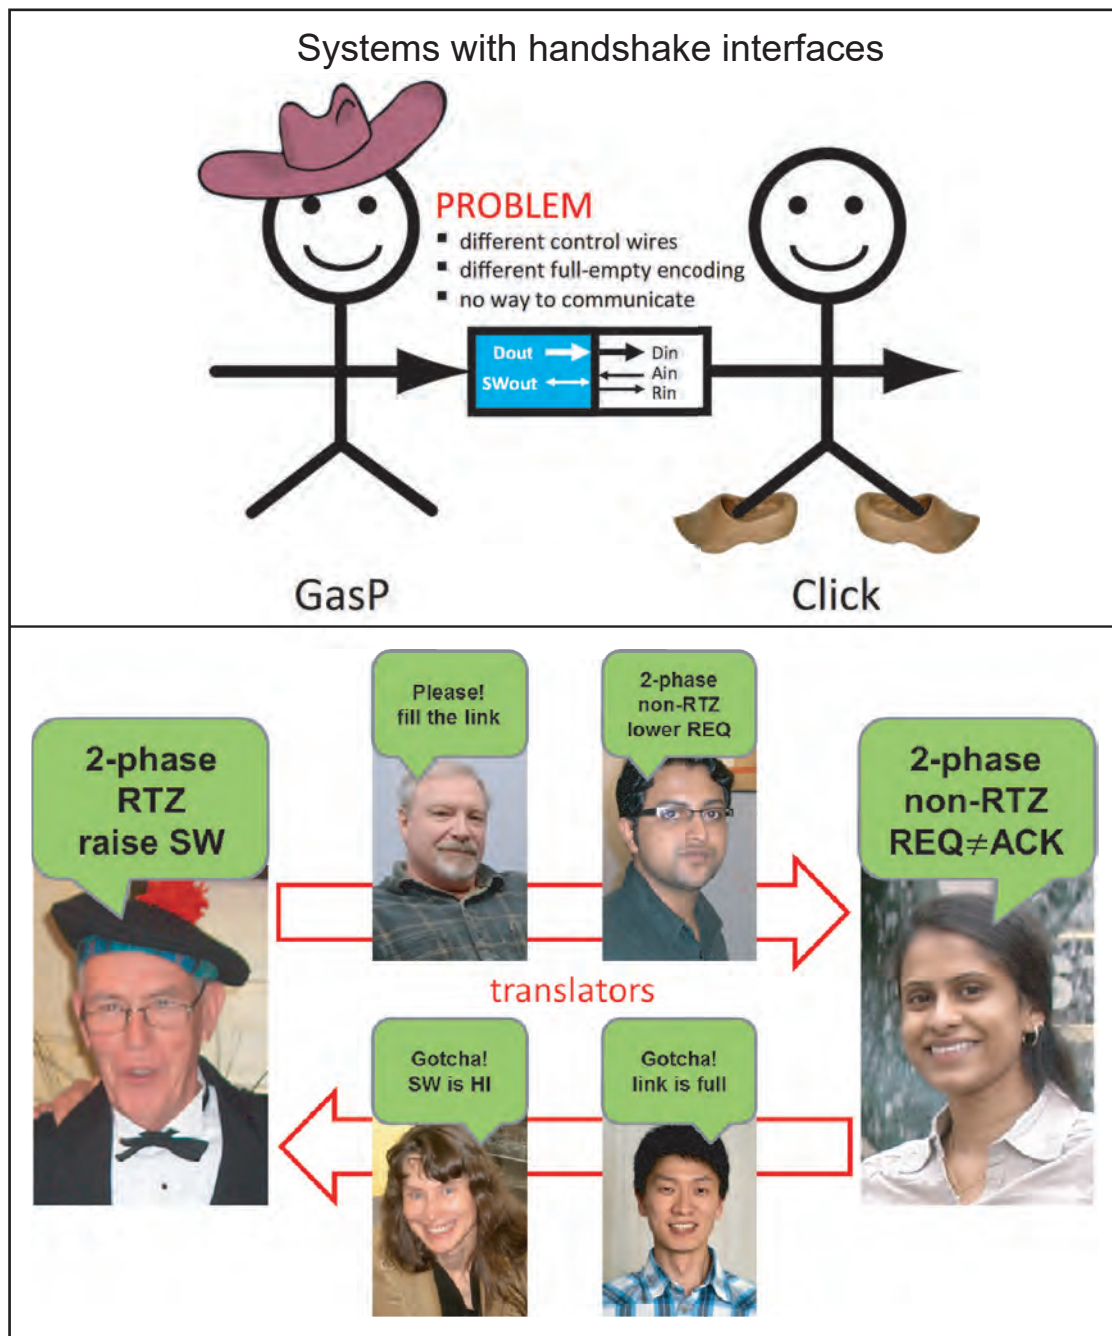 Systems with handshake interfaces
PROBLEM
▪ different control wires
▪ different full-empty encoding
▪ no way to communicate
Dout
SWout
Din
Ain
Rin
GasP
Click
2-phase
RTZ
raise SW
Please!
fill the link
2-phase
non-RTZ
lower REQ
2-phase
non-RTZ
REQ≠ACK
translators
Gotcha!
SW is HI
Gotcha!
link is full